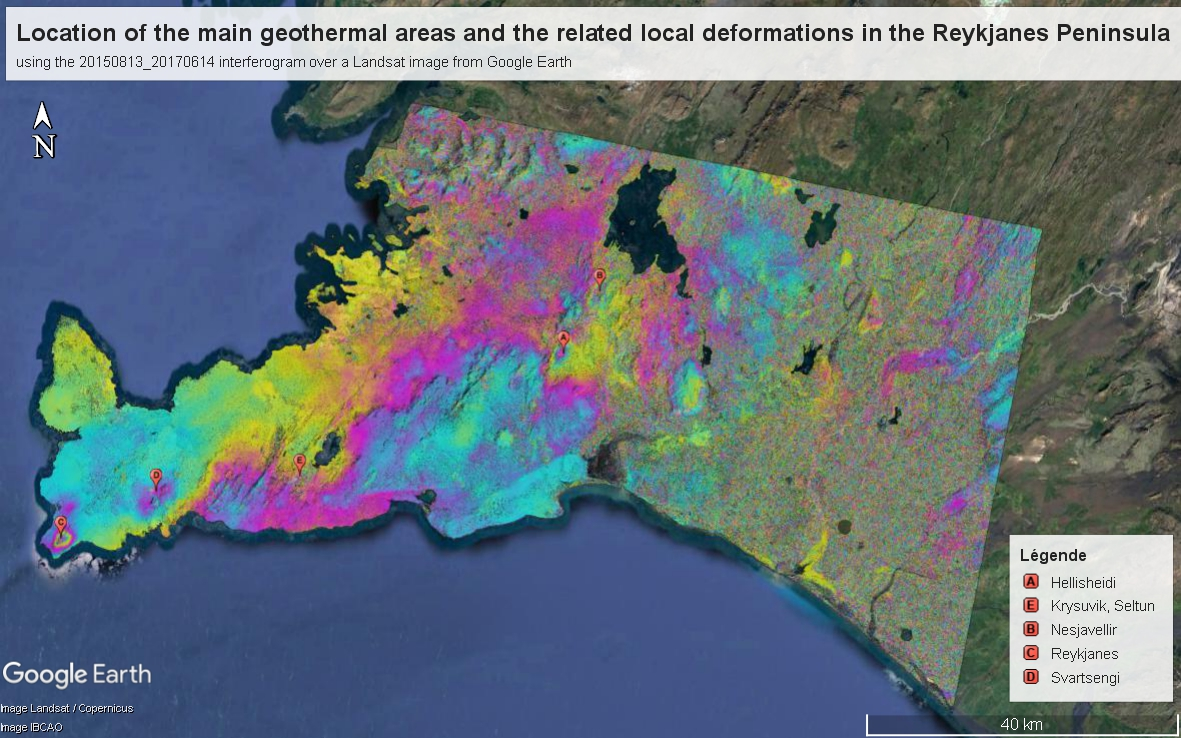 Location of the main geothermal areas and the related local deformations in the Reykjanes Peninsula
using the 20150813_20170614 interferogram over a Landsat image from Google Earth
N
B
A
E
D
C
Légende
A Hellisheidi
E Krysuvik, Seltun
B Nesjavellir
C Reykjanes
D Svartsengi
Google Earth
Image Landsat / Copernicus
Image IBCAO
40 km